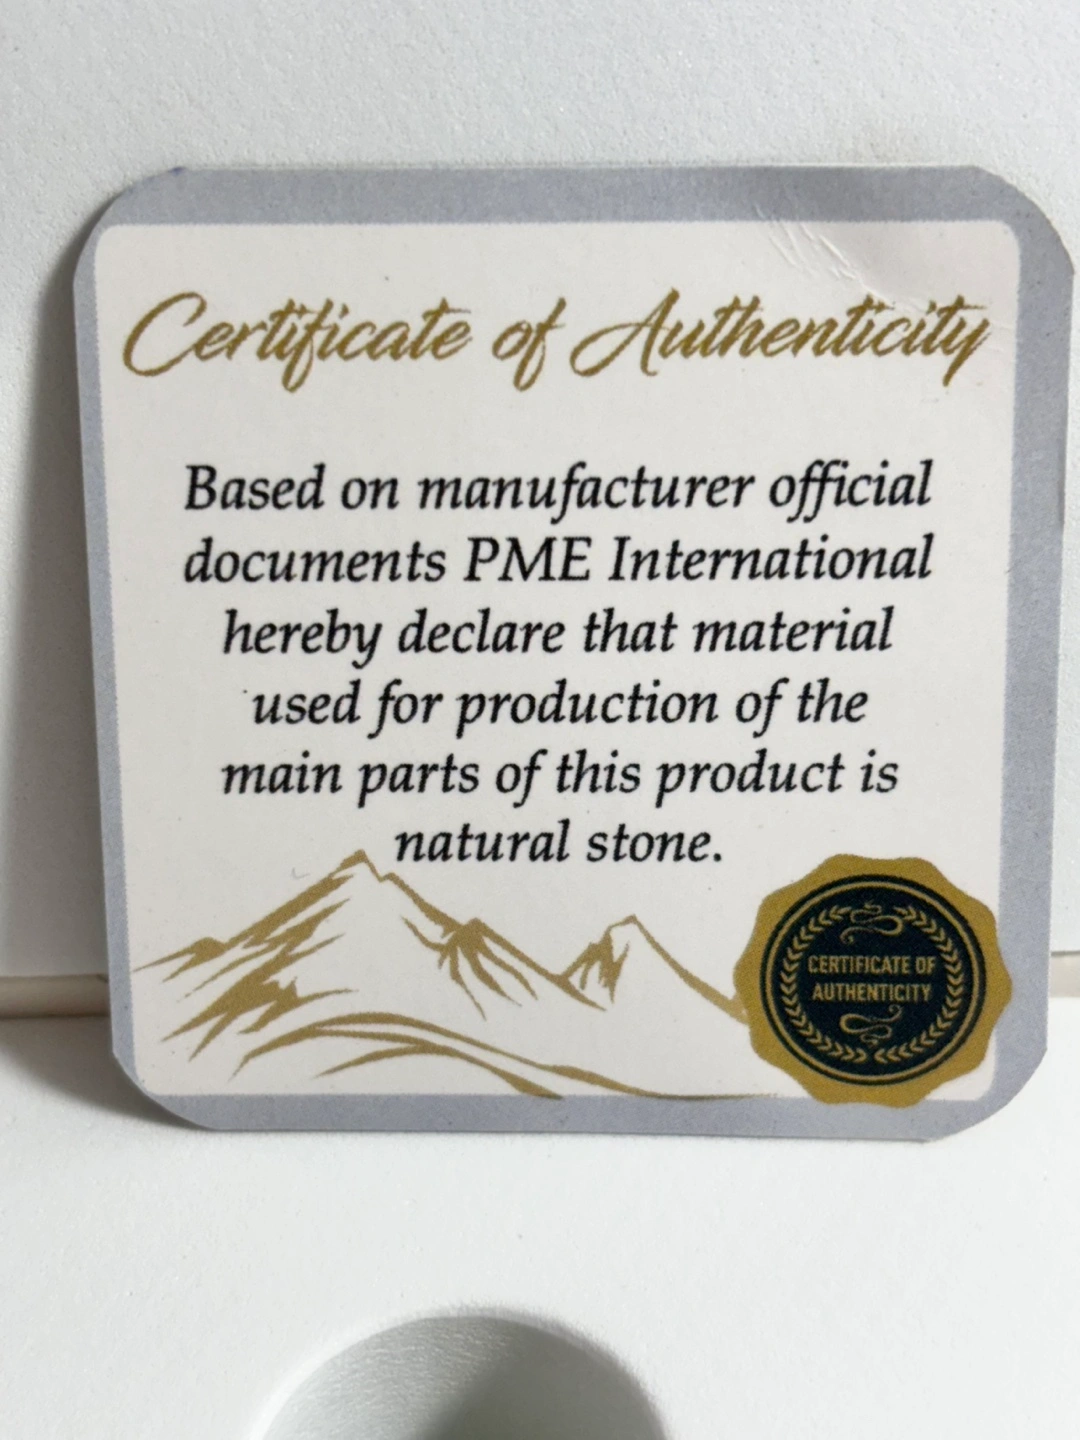 Certificate of Authenticity
Based on manufacturer official
documents PME International
hereby declare that material
used for production of the
main parts of this product is
natural stone.
CERTIFICATE OF
AUTHENTICITY